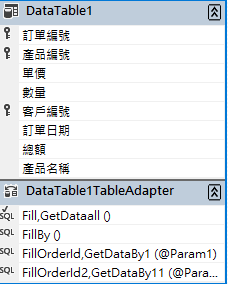 DataTable1
訂單編號
產品編號
單價
數量
客戶編號
訂單日期
總額
產品名稱
DataTable1TableAdapter
SQL Fill,GetDataall ()
SQL FillBy ()
SQL FillOrderId,GetDataBy1 (@Param1)
SQL FillOrderId2,GetDataBy11 (@Para...